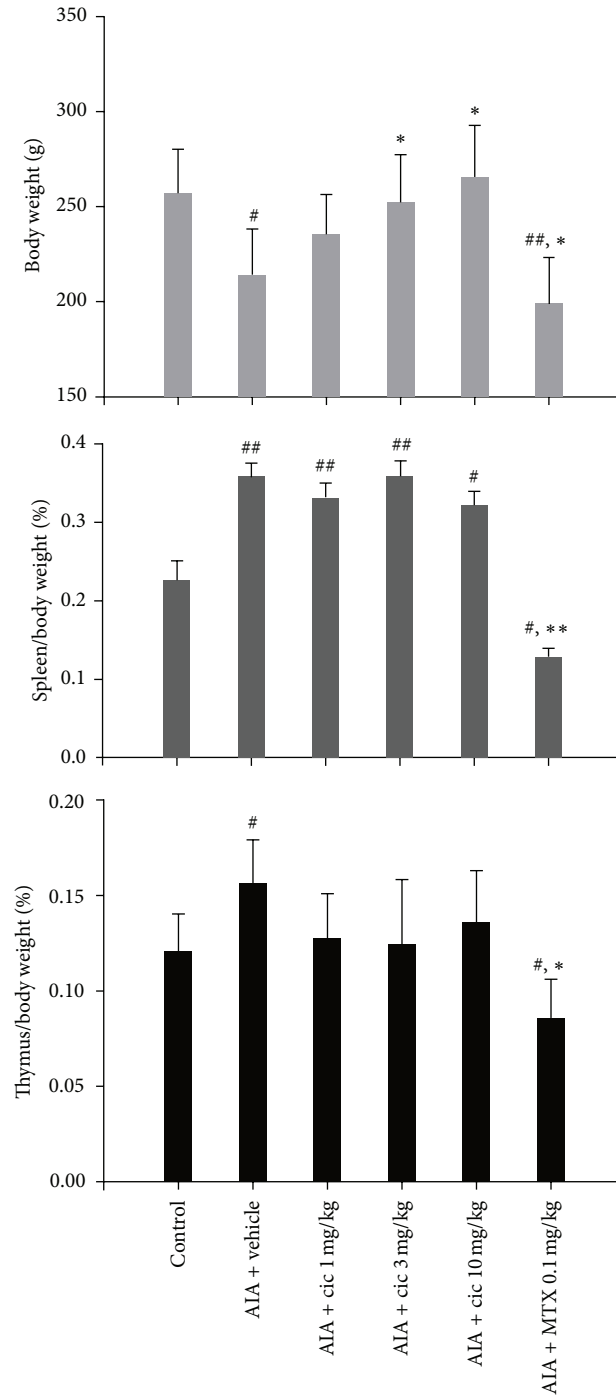 350
300
250
200
150
Body weight (g)
#
*
*
##, *
0.4
0.3
0.2
0.1
0.0
Spleen/body weight (%)
##
##
##
#
#, **
0.20
0.15
0.10
0.05
0.00
Thymus/body weight (%)
#
#, *
Control
AIA + vehicle
AIA + cic 1 mg/kg
AIA + cic 3 mg/kg
AIA + cic 10 mg/kg
AIA + MTX 0.1 mg/kg